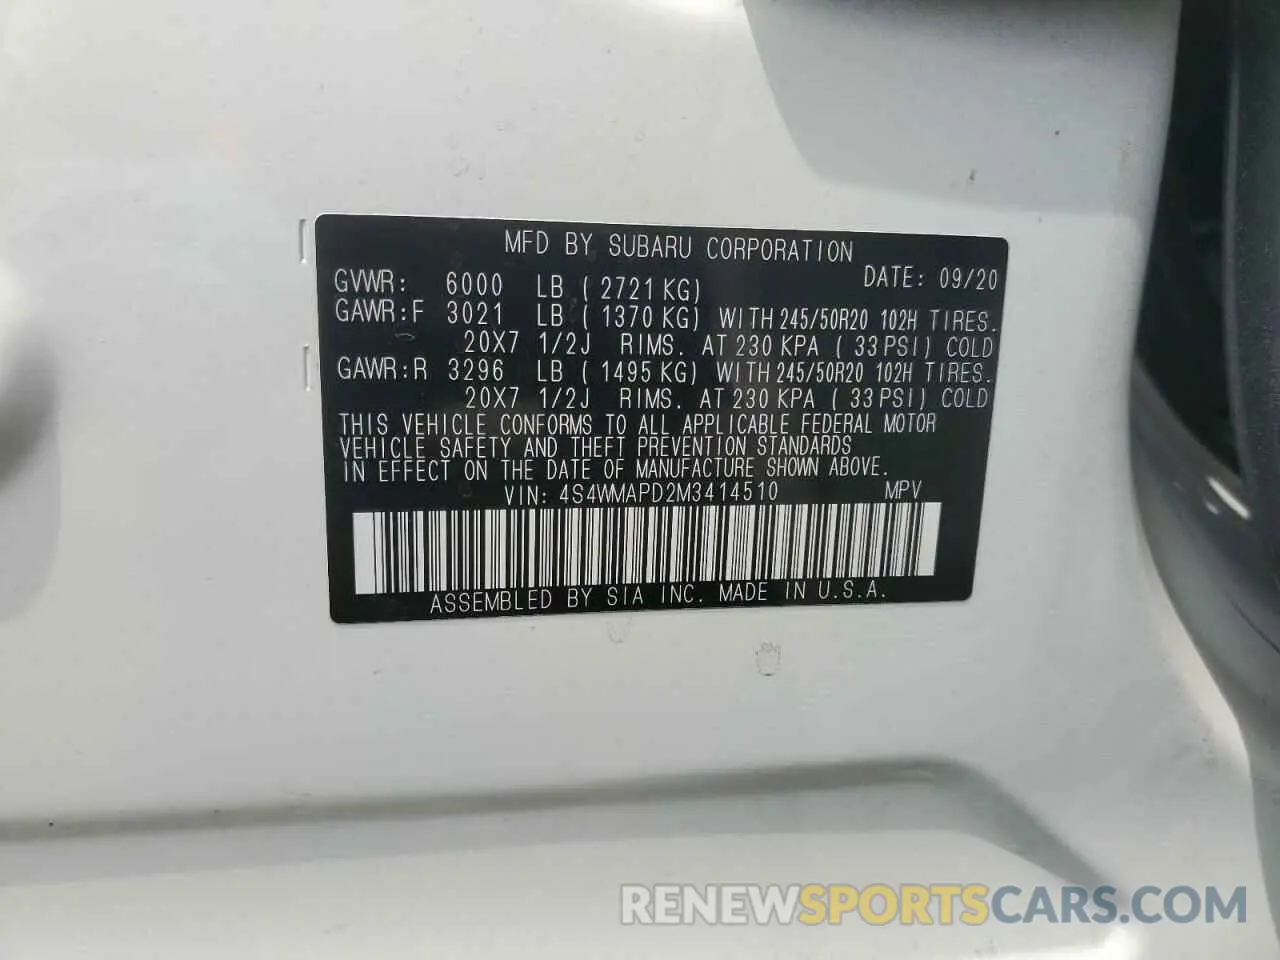 MFD BY SUBARU CORPORATION
DATE: 09/20
GVWR: 6000 LB ( 2721 KG)
GAWR:F 3021 LB ( 1370 KG) WITH 245/50R20 102H TIRES.
20X7 1/2J RIMS. AT 230 KPA ( 33 PSI) COLD
GAWR:R 3296 LB ( 1495 KG) WITH 245/50R20 102H TIRES.
20X7 1/2J RIMS. AT 230 KPA ( 33 PSI) COLD
THIS VEHICLE CONFORMS TO ALL APPLICABLE FEDERAL MOTOR
VEHICLE SAFETY AND THEFT PREVENTION STANDARDS
IN EFFECT ON THE DATE OF MANUFACTURE SHOWN ABOVE.
VIN: 4S4WMAPD2M3414510 MPV
ASSEMBLED BY SIA INC. MADE IN U.S.A.
RENEWSPORTSCARS.COM